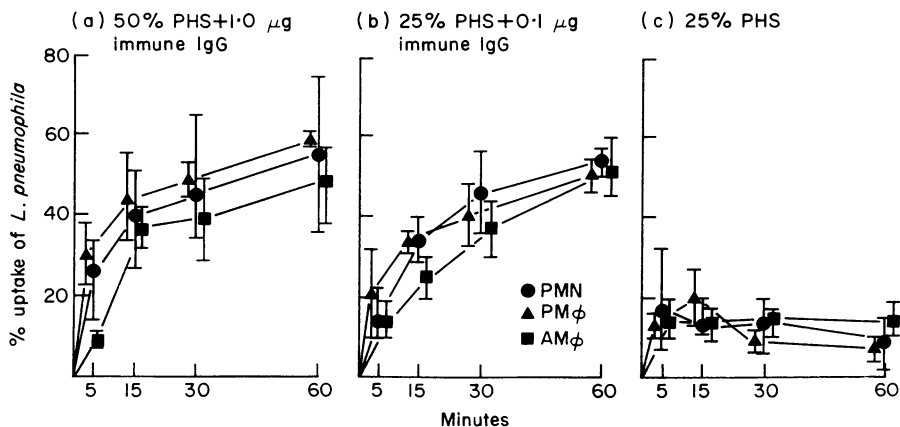 (a) 50% PHS+1·0 μg
immune IgG
(b) 25% PHS+0·1 μg
immune IgG
(c) 25% PHS
% uptake of L. pneumophila
80
60
40
20
PMN
PMϕ
AMϕ
5 15 30 60
5 15 30 60
5 15 30 60
Minutes